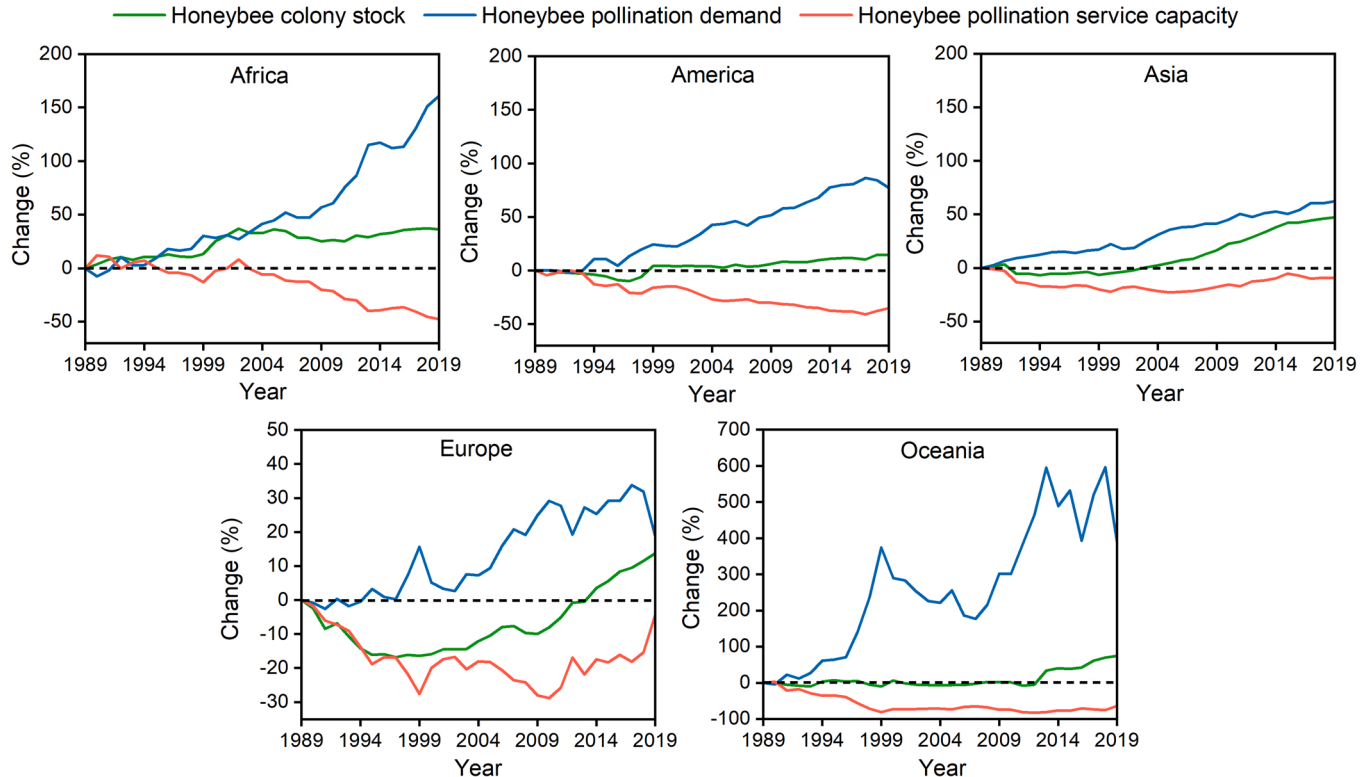 Honeybee colony stock Honeybee pollination demand Honeybee pollination service capacity
Africa
Change (%)
200
150
100
50
0
-50
1989 1994 1999 2004 2009 2014 2019
Year
America
Change (%)
200
150
100
50
0
-50
1989 1994 1999 2004 2009 2014 2019
Year
Asia
Change (%)
200
150
100
50
0
-50
1989 1994 1999 2004 2009 2014 2019
Year
Europe
Change (%)
50
40
30
20
10
0
-10
-20
-30
1989 1994 1999 2004 2009 2014 2019
Year
Oceania
Change (%)
700
600
500
400
300
200
100
0
-100
1989 1994 1999 2004 2009 2014 2019
Year